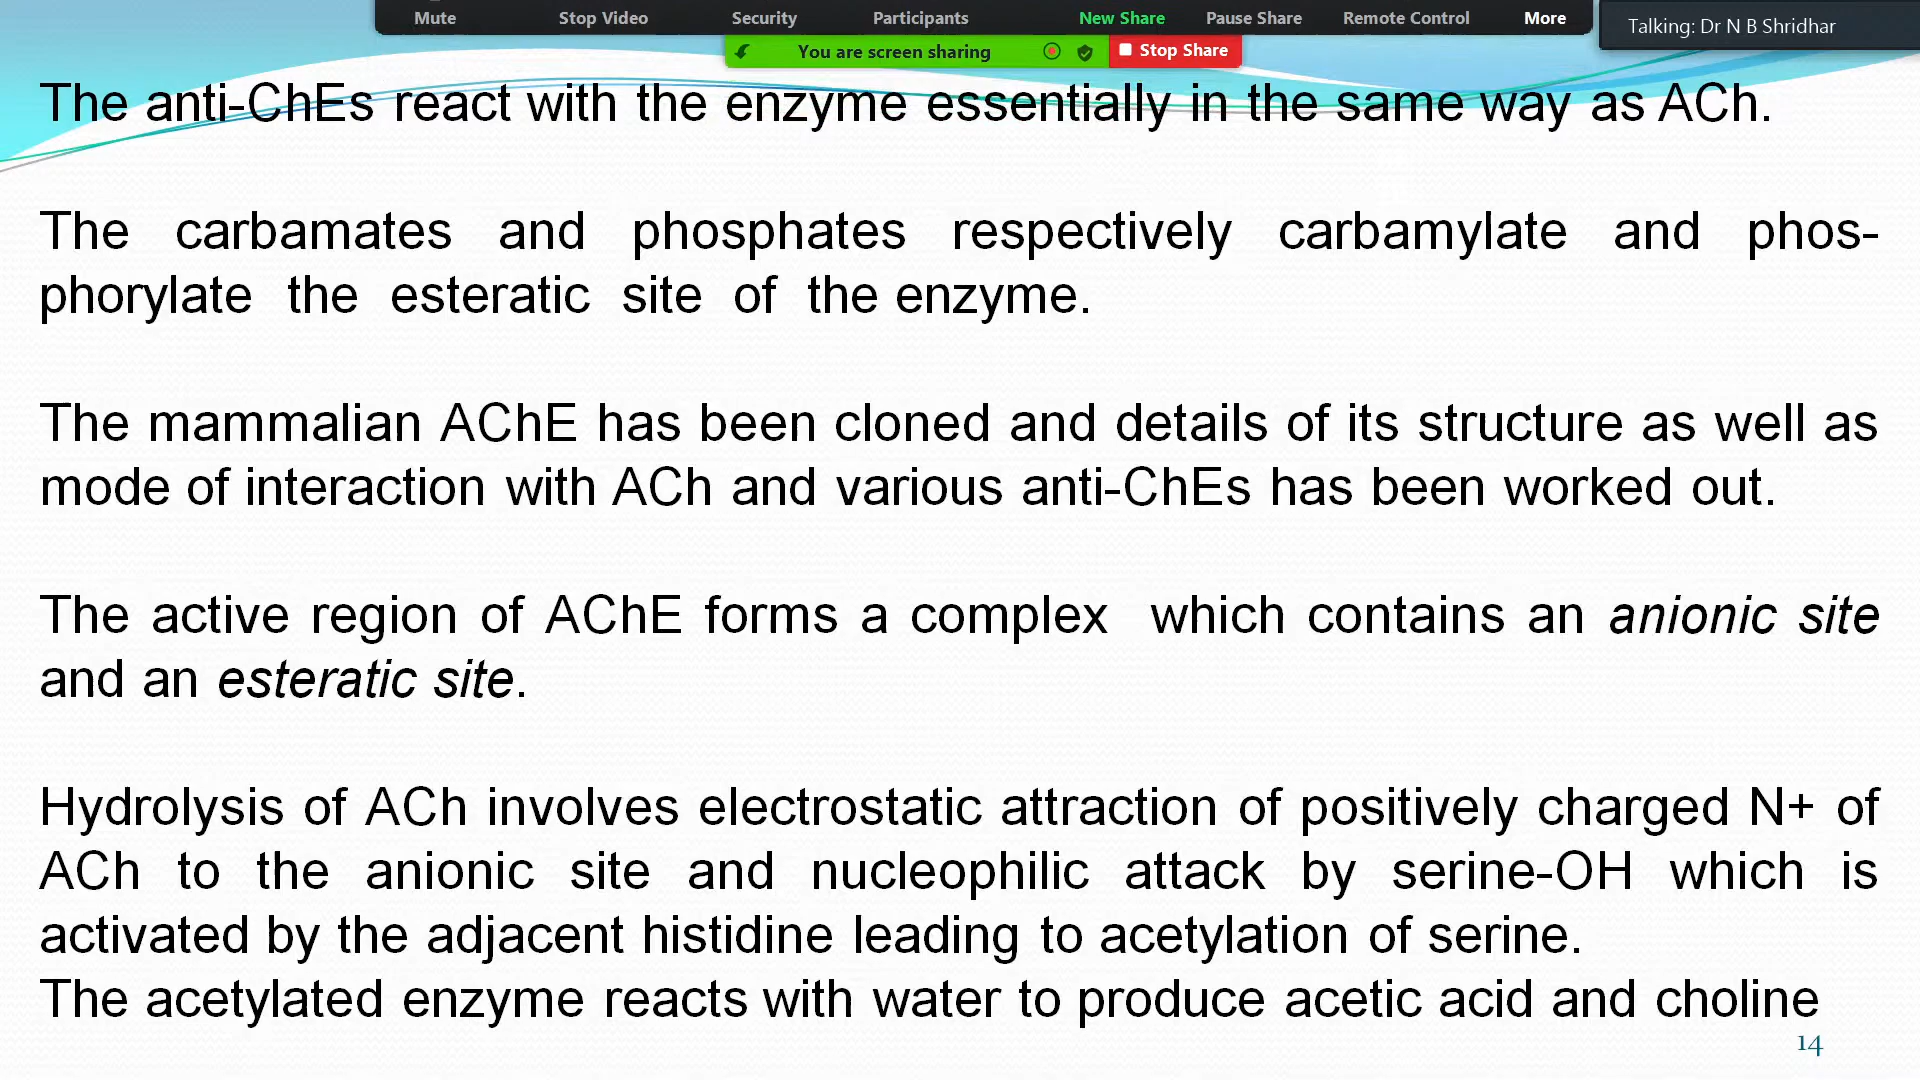 Mute Stop Video Security Participants New Share Pause Share Remote Control More
Talking: Dr N B Shridhar
You are screen sharing Stop Share
The anti-ChEs react with the enzyme essentially in the same way as ACh.
The carbamates and phosphates respectively carbamylate and phos-
phorylate the esteratic site of the enzyme.
The mammalian AChE has been cloned and details of its structure as well as
mode of interaction with ACh and various anti-ChEs has been worked out.
The active region of AChE forms a complex which contains an anionic site
and an esteratic site.
Hydrolysis of ACh involves electrostatic attraction of positively charged N+ of
ACh to the anionic site and nucleophilic attack by serine-OH which is
activated by the adjacent histidine leading to acetylation of serine.
The acetylated enzyme reacts with water to produce acetic acid and choline
14